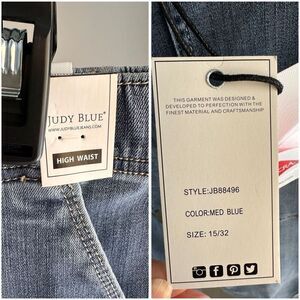 JUDY BLUE®
WWW.JUDYBLUEJEANS.COM
HIGH WAIST
THIS GARMENT WAS DESIGNED &
DEVELOPED TO PERFECTION WITH THE
FINEST MATERIAL AND CRAFTSMANSHIP
STYLE:JB88496
COLOR:MED BLUE
SIZE: 15/32